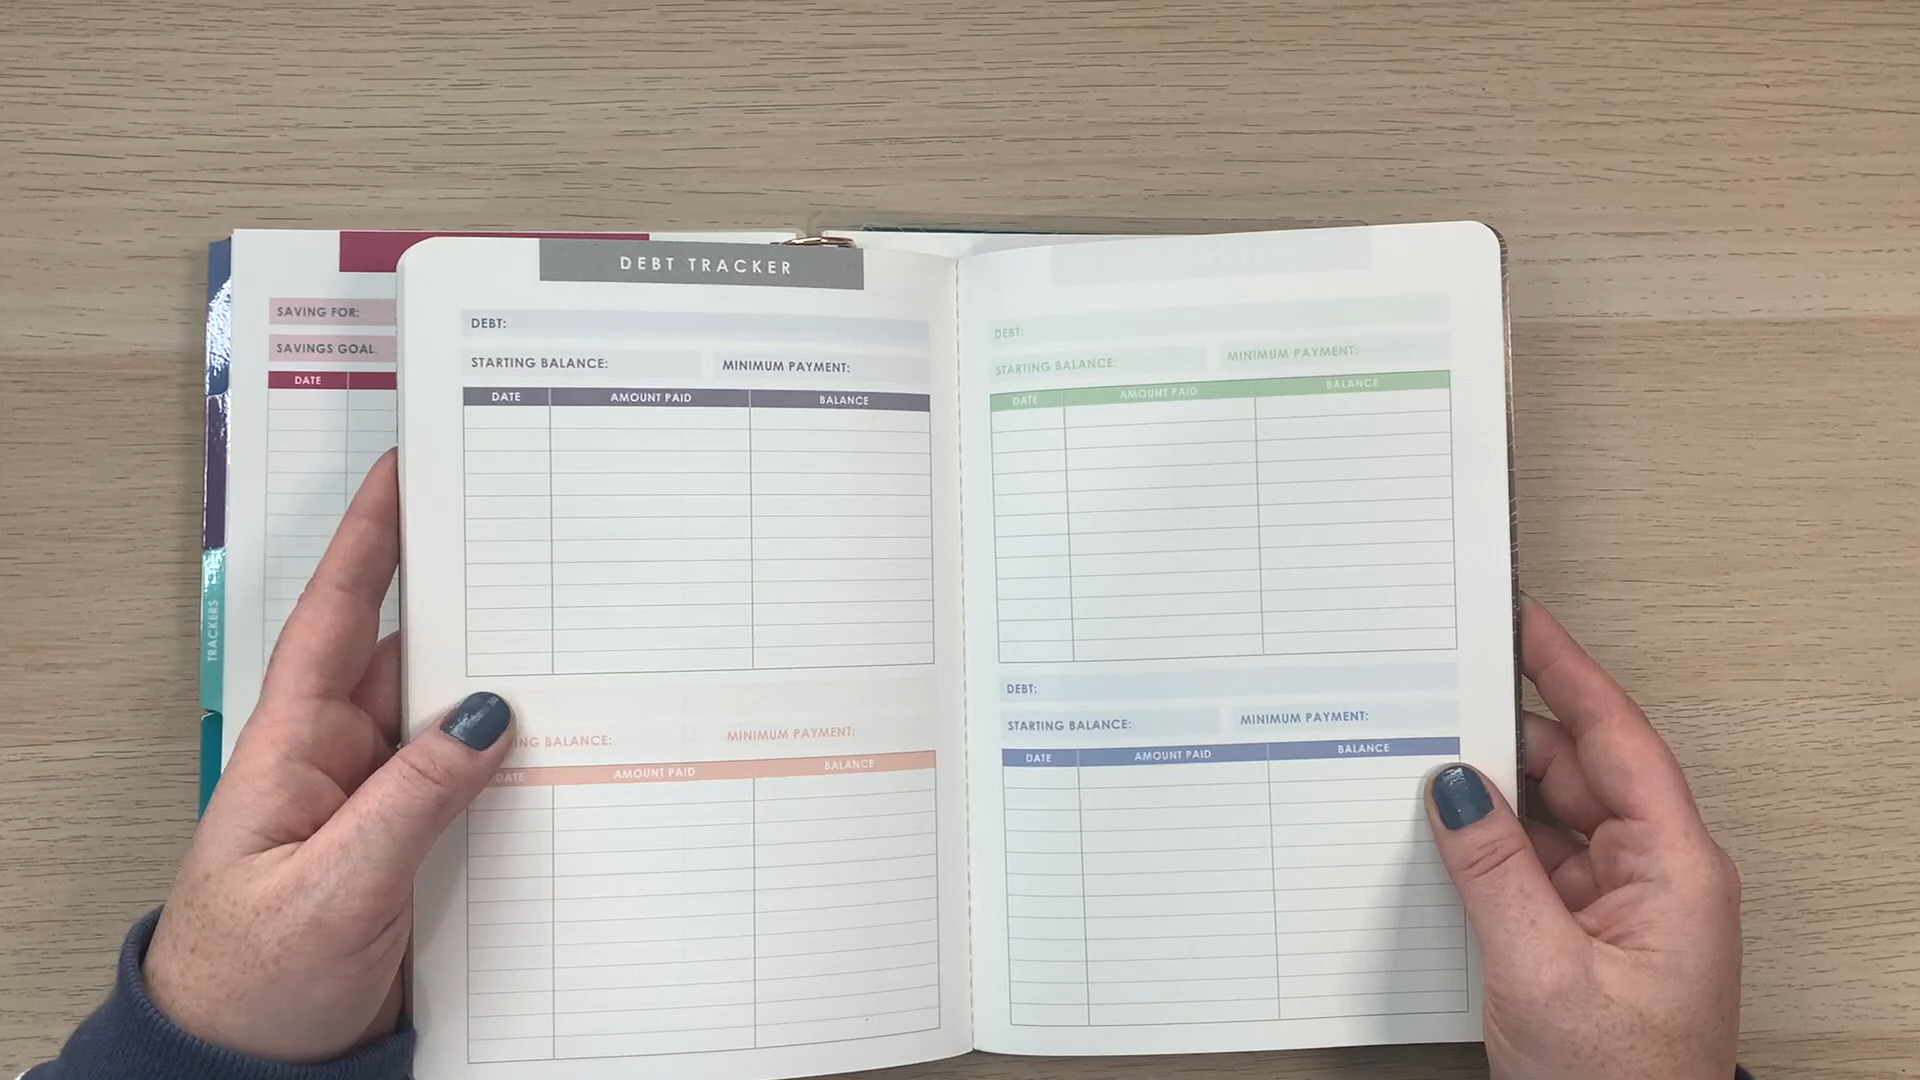 DEBT TRACKER
SAVING FOR:
SAVINGS GOAL:
DATE
TRACKERS
DEBT:
STARTING BALANCE: MINIMUM PAYMENT:
DATE AMOUNT PAID BALANCE
ING BALANCE: MINIMUM PAYMENT:
DATE AMOUNT PAID BALANCE
DEBT:
STARTING BALANCE: MINIMUM PAYMENT:
DATE AMOUNT PAID BALANCE
DEBT:
STARTING BALANCE: MINIMUM PAYMENT:
DATE AMOUNT PAID BALANCE